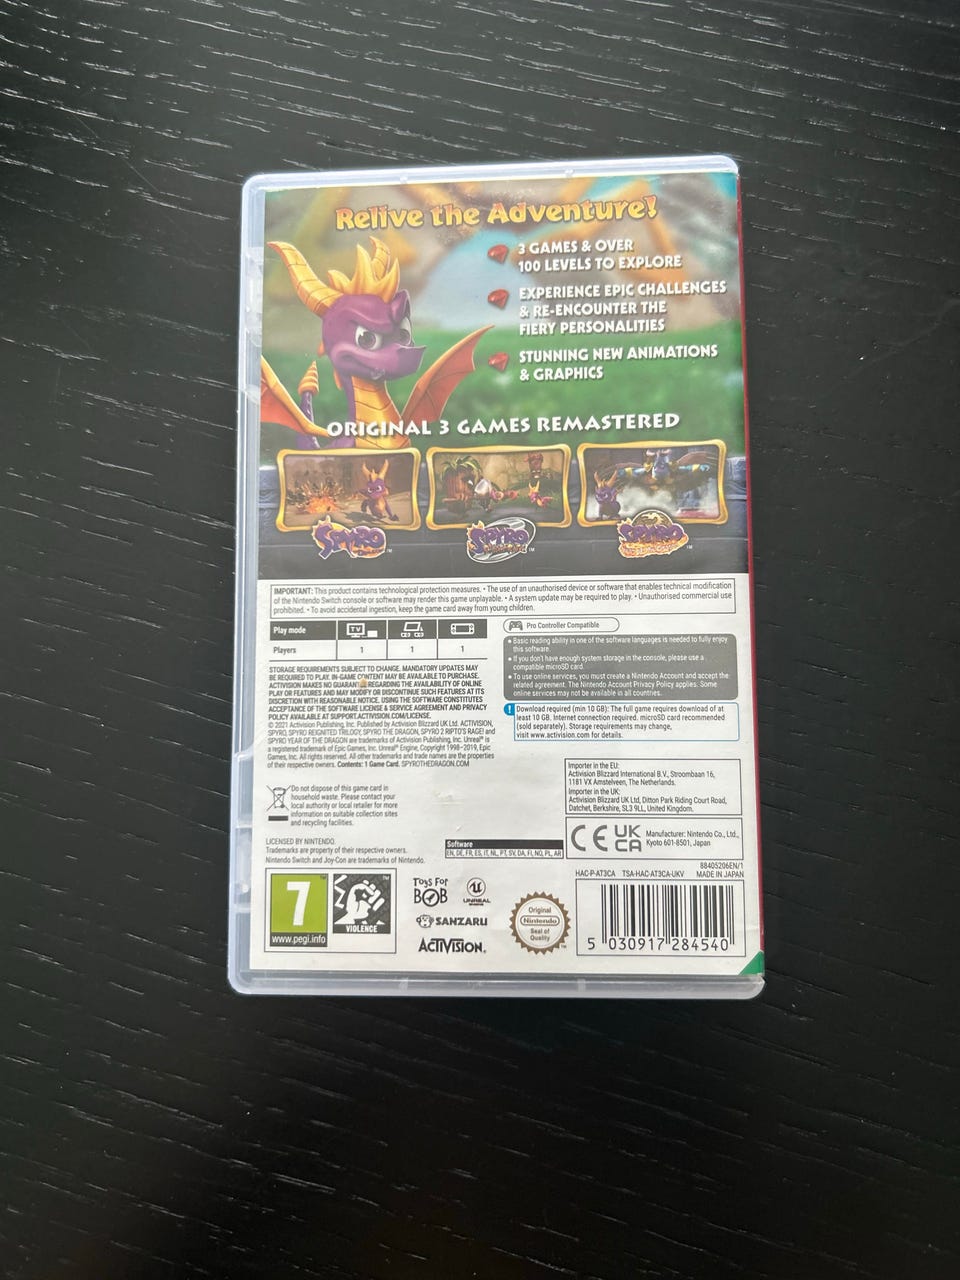 Relive the Adventure!
3 GAMES & OVER
100 LEVELS TO EXPLORE
EXPERIENCE EPIC CHALLENGES
& RE-ENCOUNTER THE
FIERY PERSONALITIES
STUNNING NEW ANIMATIONS
& GRAPHICS
ORIGINAL 3 GAMES REMASTERED
SPYRO
SPYRO
SPYRO
IMPORTANT: This product contains technological protection measures. • The use of an unauthorised device or software that enables technical modification
of the Nintendo Switch console or software may render this game unplayable. • A system update may be required to play. • Unauthorised commercial use
prohibited. • To avoid accidental ingestion, keep the game card away from young children.
Play mode TV
Players 1 1 1
Pro Controller Compatible
• Basic reading ability in one of the software languages is needed to fully enjoy
this software.
• If you don't have enough system storage in the console, please use a
compatible microSD card.
• To use online services, you must create a Nintendo Account and accept the
related agreement. The Nintendo Account Privacy Policy applies. Some
online services may not be available in all countries.
! Download required (min 10 GB): The full game requires download of at
least 10 GB. Internet connection required. microSD card recommended
(sold separately). Storage requirements may change,
visit www.activision.com for details.
STORAGE REQUIREMENTS SUBJECT TO CHANGE. MANDATORY UPDATES MAY
BE REQUIRED TO PLAY. IN-GAME CONTENT MAY BE AVAILABLE TO PURCHASE.
ACTIVISION MAKES NO REGARDING THE AVAILABILITY OF ONLINE
PLAY OR FEATURES AND MAY MODIFY OR DISCONTINUE SUCH FEATURES AT ITS
DISCRETION WITH REASONABLE NOTICE. USING THE SOFTWARE CONSTITUTES
ACCEPTANCE OF THE SOFTWARE LICENSE & SERVICE AGREEMENT AND PRIVACY
POLICY AVAILABLE AT SUPPORT.ACTIVISION.COM/LICENSE.
© 2021 Activision Publishing, Inc. Published by Activision Blizzard UK Ltd. ACTIVISION,
SPYRO, SPYRO REIGNITED TRILOGY, SPYRO THE DRAGON, SPYRO 2 RIPTO'S RAGE! and
SPYRO YEAR OF THE DRAGON are trademarks of Activision Publishing, Inc. Unreal® is
a registered trademark of Epic Games, Inc. Unreal® Engine, Copyright 1998–2019, Epic
Games, Inc. All rights reserved. All other trademarks and trade names are the properties
of their respective owners. Contents: 1 Game Card. SPYROTHEDRAGON.COM
Importer in the EU:
Activision Blizzard International B.V., Stroombaan 16,
1181 VX Amstelveen, The Netherlands.
Importer in the UK:
Activision Blizzard UK Ltd, Ditton Park Riding Court Road,
Datchet, Berkshire, SL3 9LL, United Kingdom.
Do not dispose of this game card in
household waste. Please contact your
local authority or local retailer for more
information on suitable collection sites
and recycling facilities.
CE UK CA Manufacturer: Nintendo Co., Ltd.,
Kyoto 601-8501, Japan
LICENSED BY NINTENDO.
Trademarks are property of their respective owners.
Nintendo Switch and Joy-Con are trademarks of Nintendo.
Software
EN, DE, FR, ES, IT, NL, PT, SV, DA, FI, NO, PL, AR
88405206EN/1
HAC-P-AT3CA TSA-HAC-AT3CA-UKV MADE IN JAPAN
7
www.pegi.info
VIOLENCE
TOYS FOR
BOB
UNREAL
SANZARU
ACTIVISION.
Original
Nintendo
Seal of
Quality
5 030917 284540